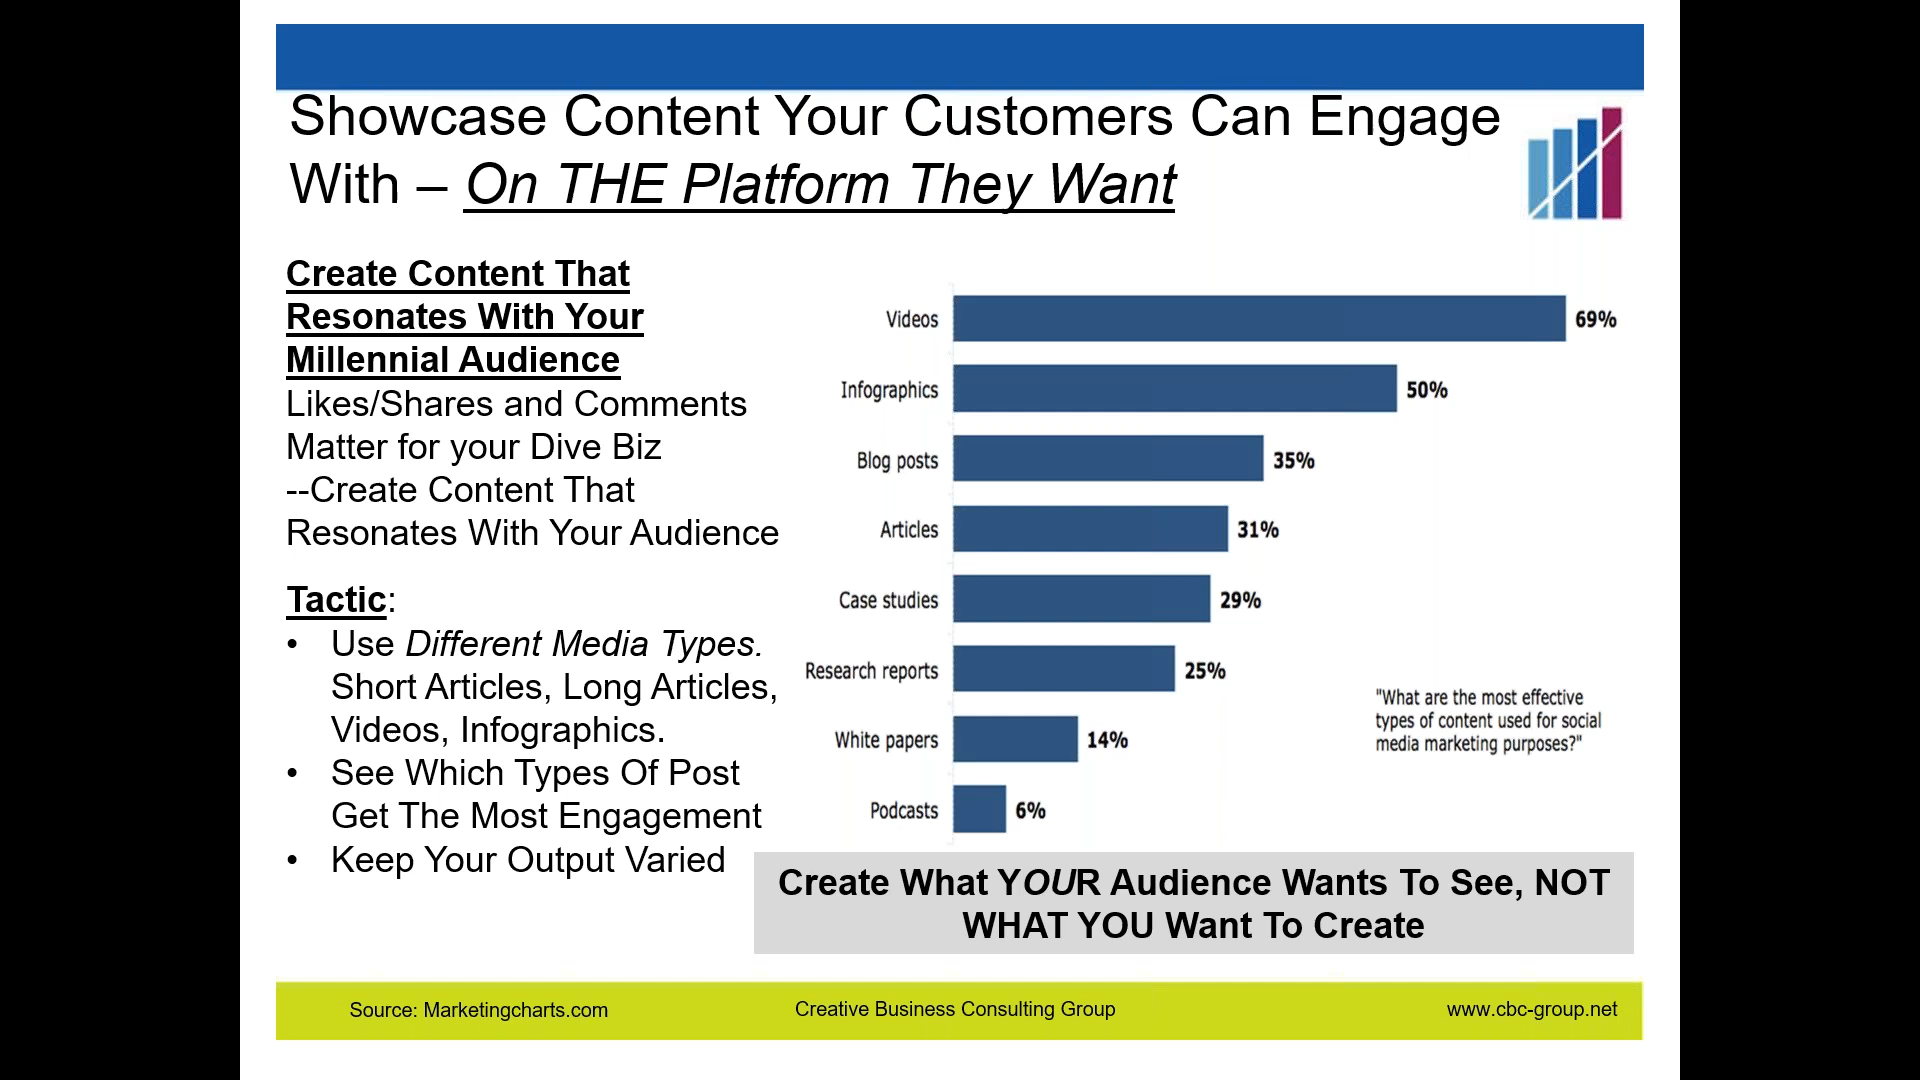 Showcase Content Your Customers Can Engage
With – On THE Platform They Want
Create Content That
Resonates With Your
Millennial Audience
Likes/Shares and Comments
Matter for your Dive Biz
--Create Content That
Resonates With Your Audience
Tactic:
• Use Different Media Types.
Short Articles, Long Articles,
Videos, Infographics.
• See Which Types Of Post
Get The Most Engagement
• Keep Your Output Varied
Videos 69%
Infographics 50%
Blog posts 35%
Articles 31%
Case studies 29%
Research reports 25%
White papers 14%
Podcasts 6%
"What are the most effective
types of content used for social
media marketing purposes?"
Create What YOUR Audience Wants To See, NOT
WHAT YOU Want To Create
Source: Marketingcharts.com
Creative Business Consulting Group
www.cbc-group.net